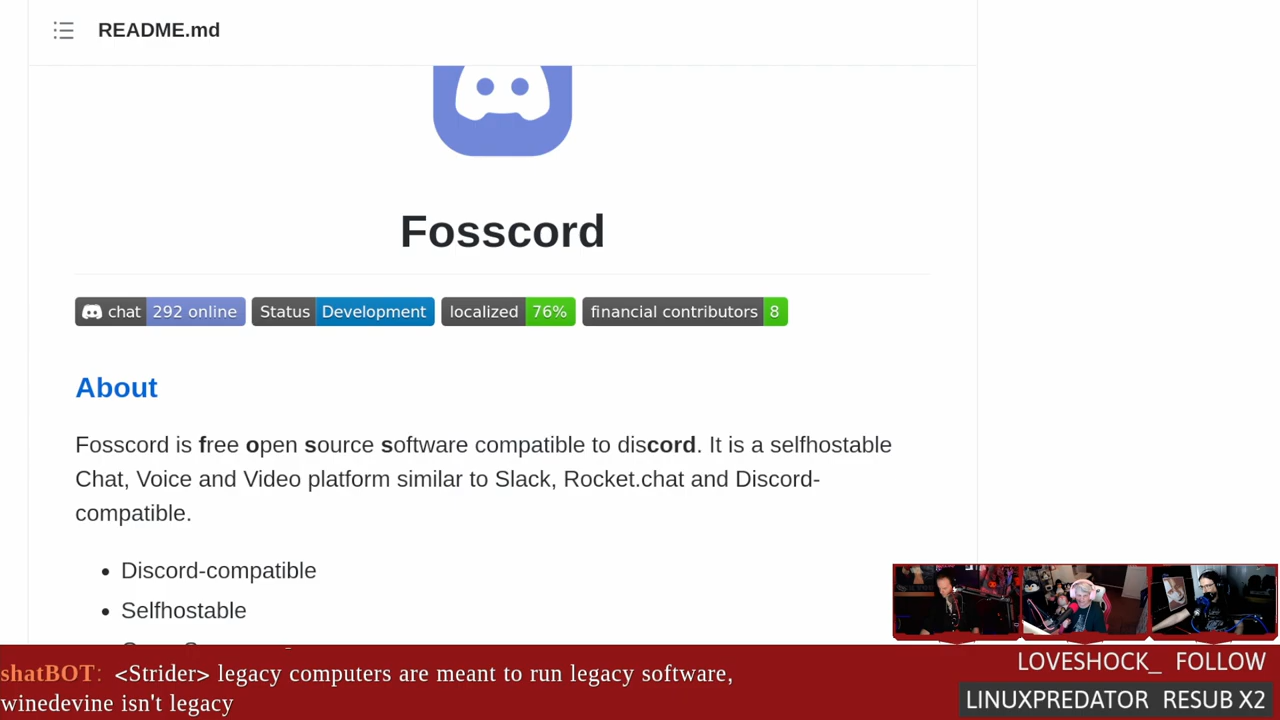 README.md
Fosscord
chat 292 online Status Development localized 76% financial contributors 8
About
Fosscord is free open source software compatible to discord. It is a selfhostable
Chat, Voice and Video platform similar to Slack, Rocket.chat and Discord-
compatible.
• Discord-compatible
• Selfhostable
shatBOT: <Strider> legacy computers are meant to run legacy software,
winedevine isn't legacy
LOVESHOCK_ FOLLOW
LINUXPREDATOR RESUB X2